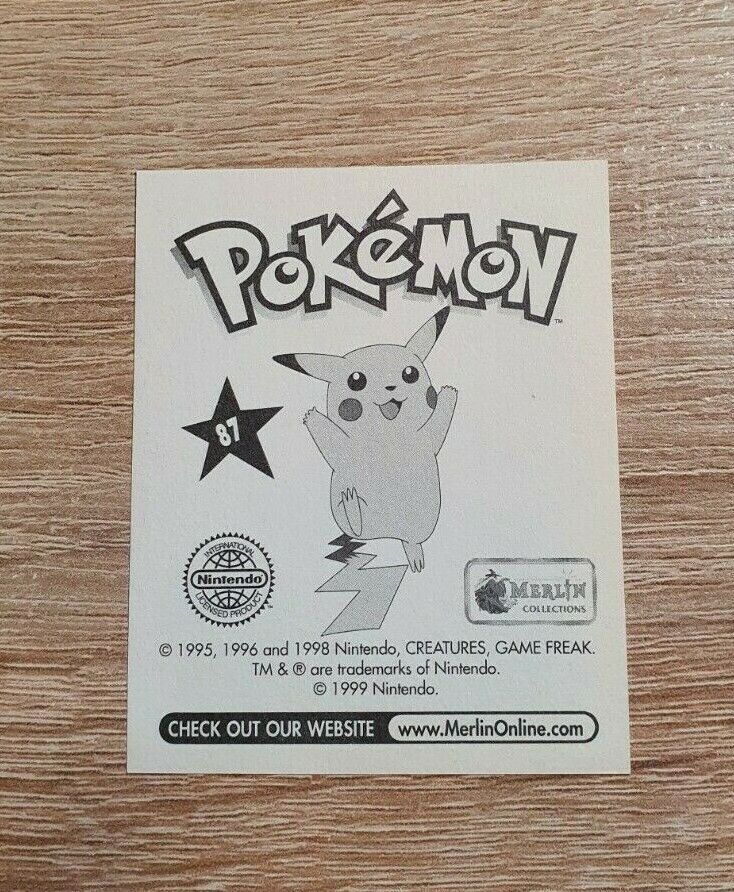 POKéMON
™
87
INTERNATIONAL
Nintendo®
LICENSED PRODUCT
MERLIN
COLLECTIONS
© 1995, 1996 and 1998 Nintendo, CREATURES, GAME FREAK.
TM & ® are trademarks of Nintendo.
© 1999 Nintendo.
CHECK OUT OUR WEBSITE www.MerlinOnline.com